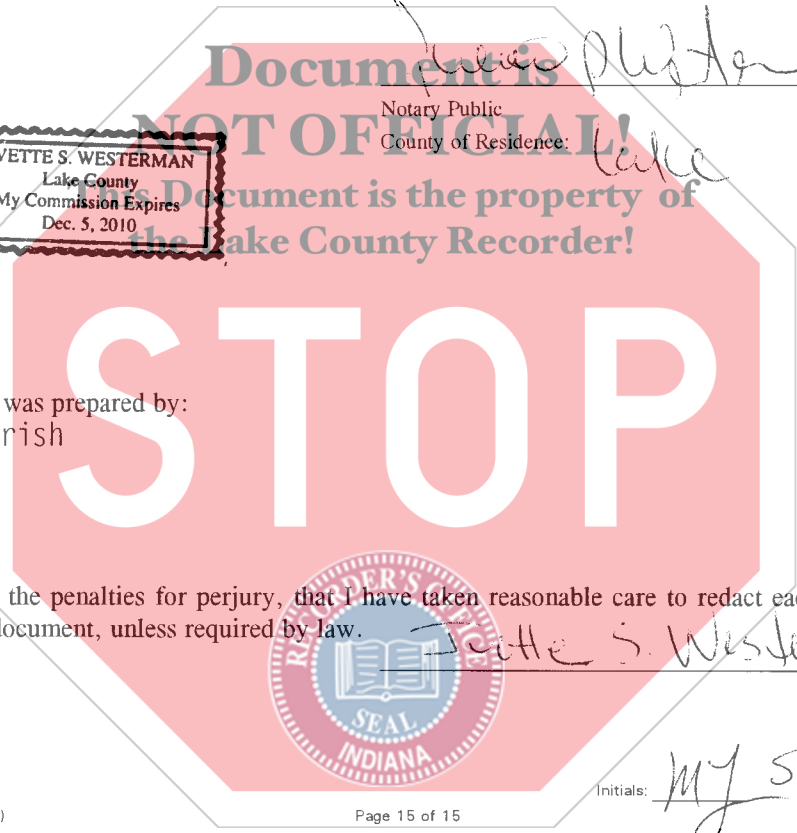 Document is
NOT OFFICIAL!
This Document is the property of
the Lake County Recorder!
Notary Public
County of Residence: Lake
VETTE S. WESTERMAN
Lake County
My Commission Expires
Dec. 5, 2010
STOP
was prepared by:
rish
the penalties for perjury, that I have taken reasonable care to redact eac
document, unless required by law.
S. Weste
RECORDER'S OFFICE
SEAL
INDIANA
Initials: MJ S
)
Page 15 of 15